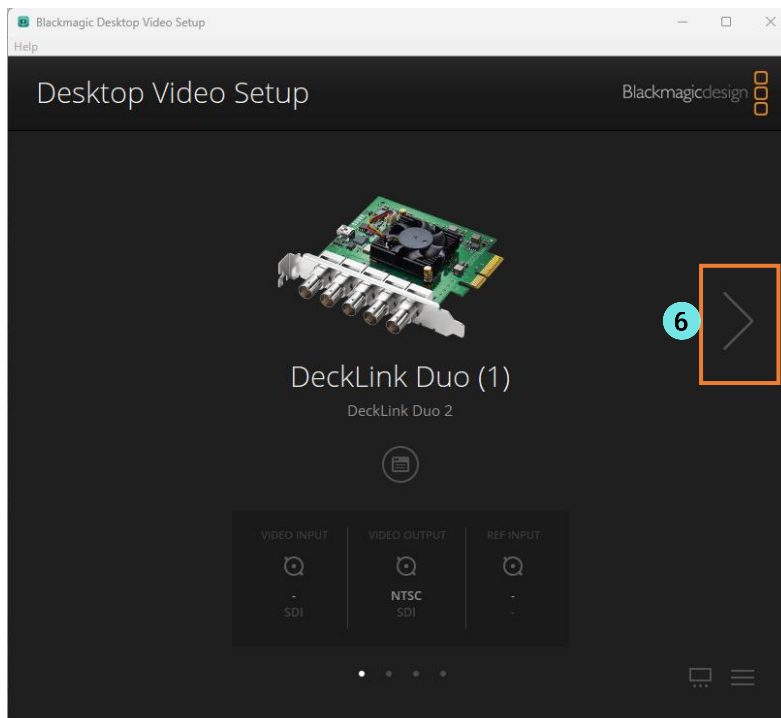 Blackmagic Desktop Video Setup
Help
Desktop Video Setup
Blackmagicdesign
6
DeckLink Duo (1)
DeckLink Duo 2
VIDEO INPUT VIDEO OUTPUT REF INPUT
- NTSC -
SDI SDI -